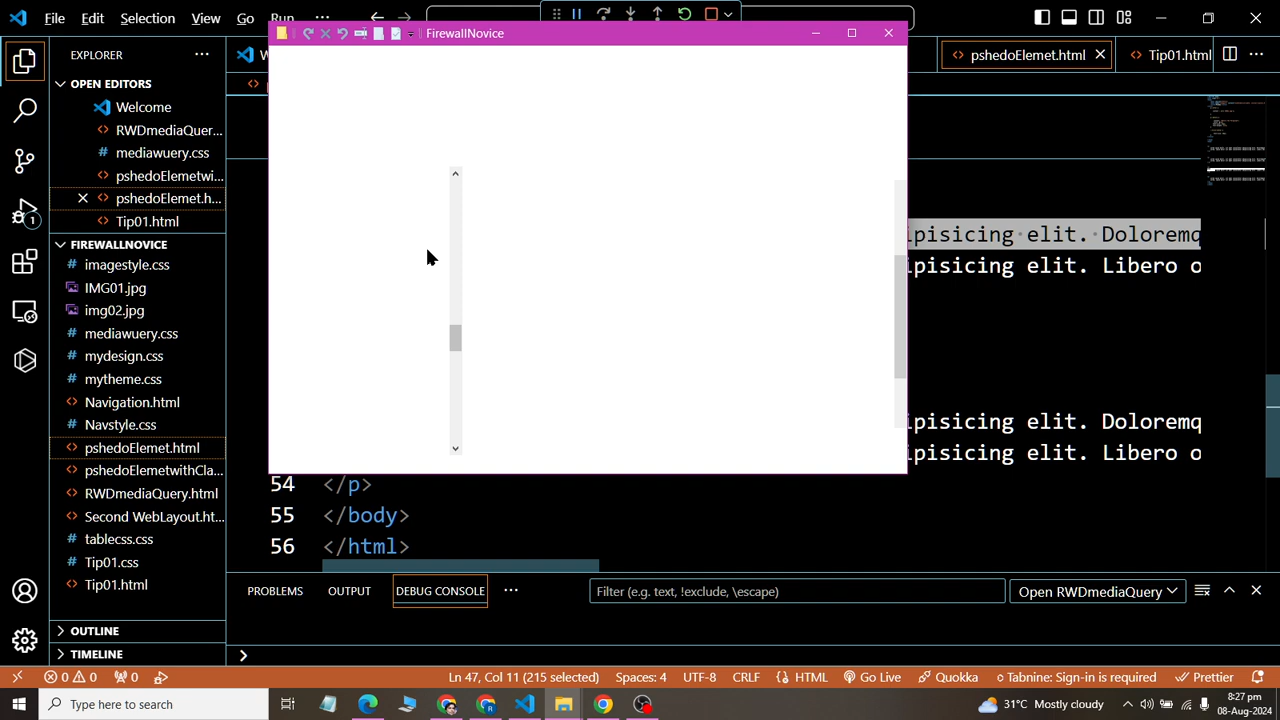 File Edit Selection View Go Run ...
FirewallNovice
EXPLORER ...
OPEN EDITORS
Welcome
RWDmediaQuer...
mediawuery.css
pshedoElemetwi...
pshedoElemet.h...
Tip01.html
FIREWALLNOVICE
imagestyle.css
IMG01.jpg
img02.jpg
mediawuery.css
mydesign.css
mytheme.css
Navigation.html
Navstyle.css
pshedoElemet.html
pshedoElemetwithCla...
RWDmediaQuery.html
Second WebLayout.ht...
tablecss.css
Tip01.css
Tip01.html
OUTLINE
TIMELINE
pshedoElemet.html
Tip01.html
ipisicing elit. Doloremq
ipisicing elit. Libero o
ipisicing elit. Doloremq
ipisicing elit. Libero o
54 </p>
55 </body>
56 </html>
PROBLEMS OUTPUT DEBUG CONSOLE ...
Filter (e.g. text, !exclude, \escape)
Open RWDmediaQuery
1
0 0 0 Ln 47, Col 11 (215 selected) Spaces: 4 UTF-8 CRLF HTML Go Live Quokka Tabnine: Sign-in is required Prettier
Type here to search
31°C Mostly cloudy
8:27 pm
08-Aug-2024